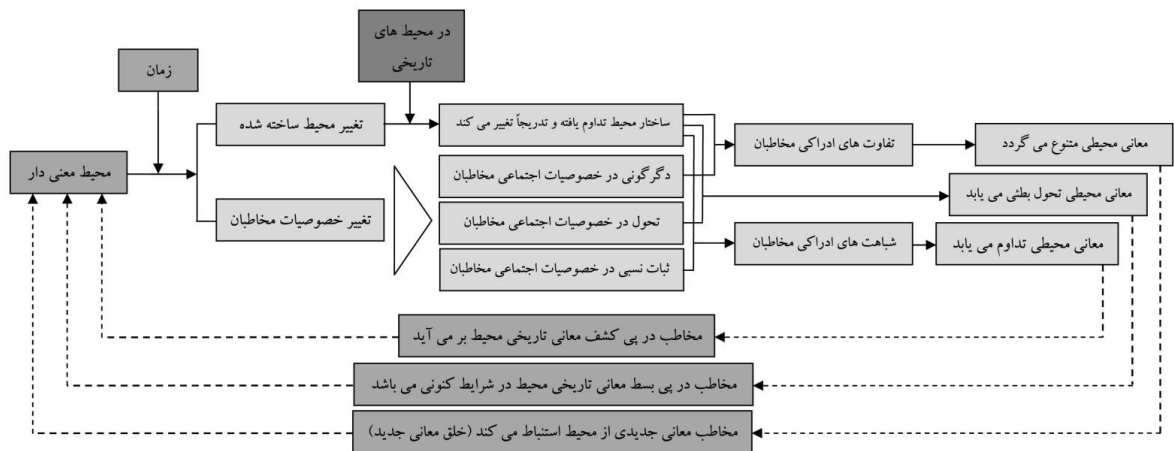 در محیط های
تاریخی
زمان
تغییر محیط ساخته شده
ساختار محیط تداوم یافته و تدریجاً تغییر می کند
تفاوت های ادراکی مخاطبان
معانی محیطی متنوع می گردد
محیط معنی دار
دگرگونی در خصوصیات اجتماعی مخاطبان
معانی محیطی تحول بطئی می یابد
تغییر خصوصیات مخاطبان
تحول در خصوصیات اجتماعی مخاطبان
شباهت های ادراکی مخاطبان
معانی محیطی تداوم می یابد
ثبات نسبی در خصوصیات اجتماعی مخاطبان
مخاطب در پی کشف معانی تاریخی محیط بر می آید
مخاطب در پی بسط معانی تاریخی محیط در شرایط کنونی می باشد
مخاطب معانی جدیدی از محیط استنباط می کند (خلق معانی جدید)